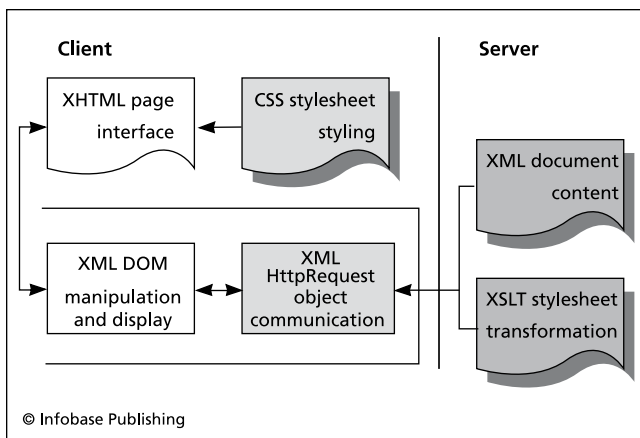 Client
Server
XHTML page
interface
CSS stylesheet
styling
XML document
content
XML DOM
manipulation
and display
XML
HttpRequest
object
communication
XSLT stylesheet
transformation
© Infobase Publishing